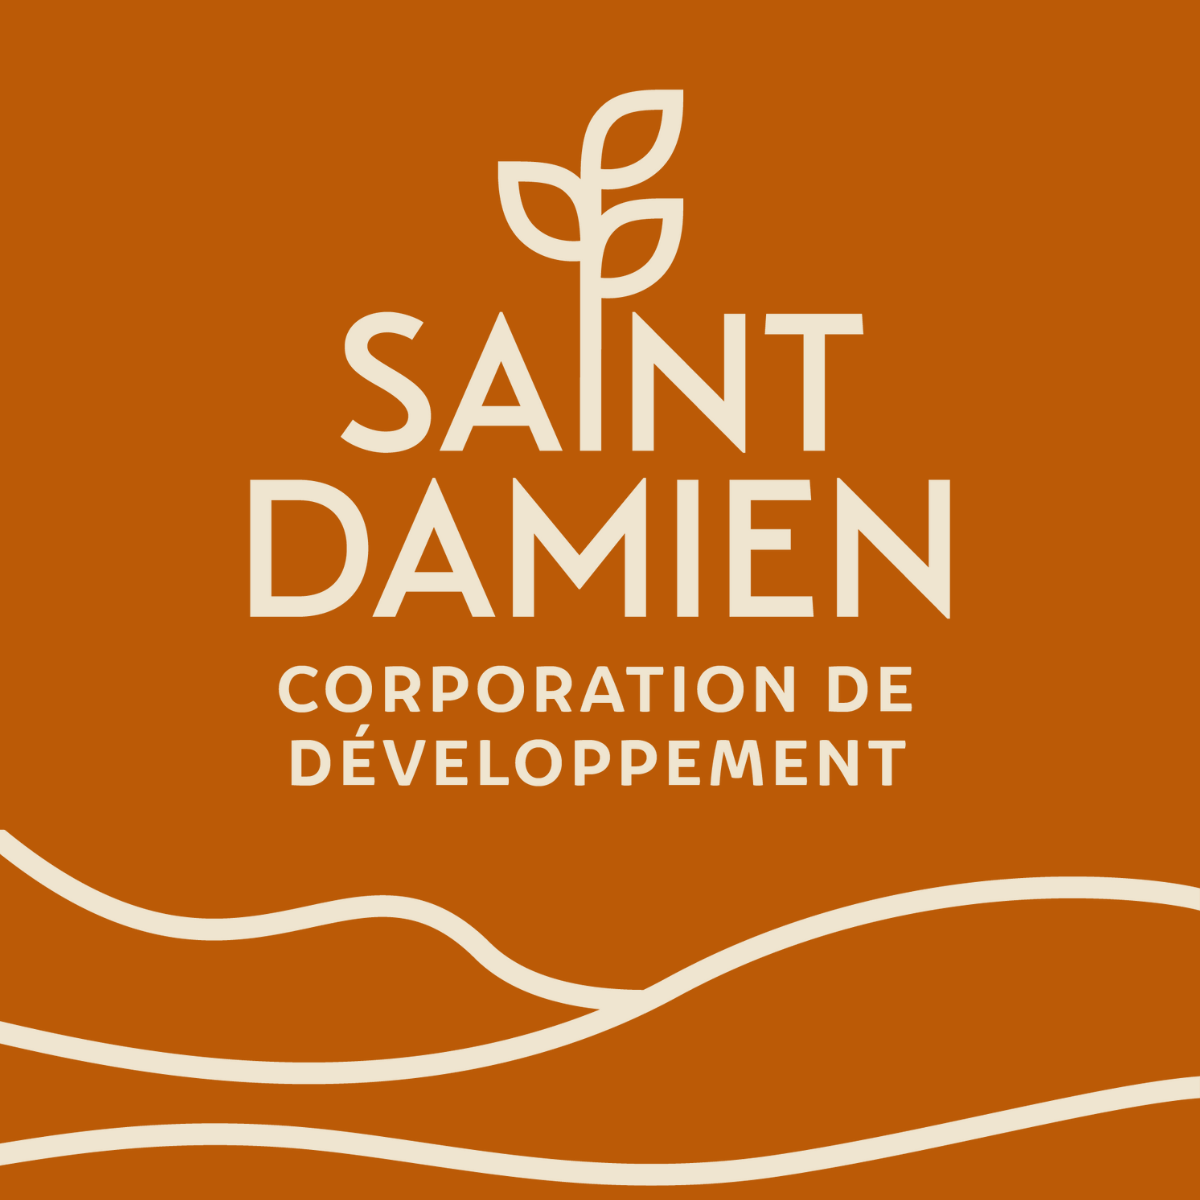 SAINT
DAMIEN
CORPORATION DE
DÉVELOPPEMENT